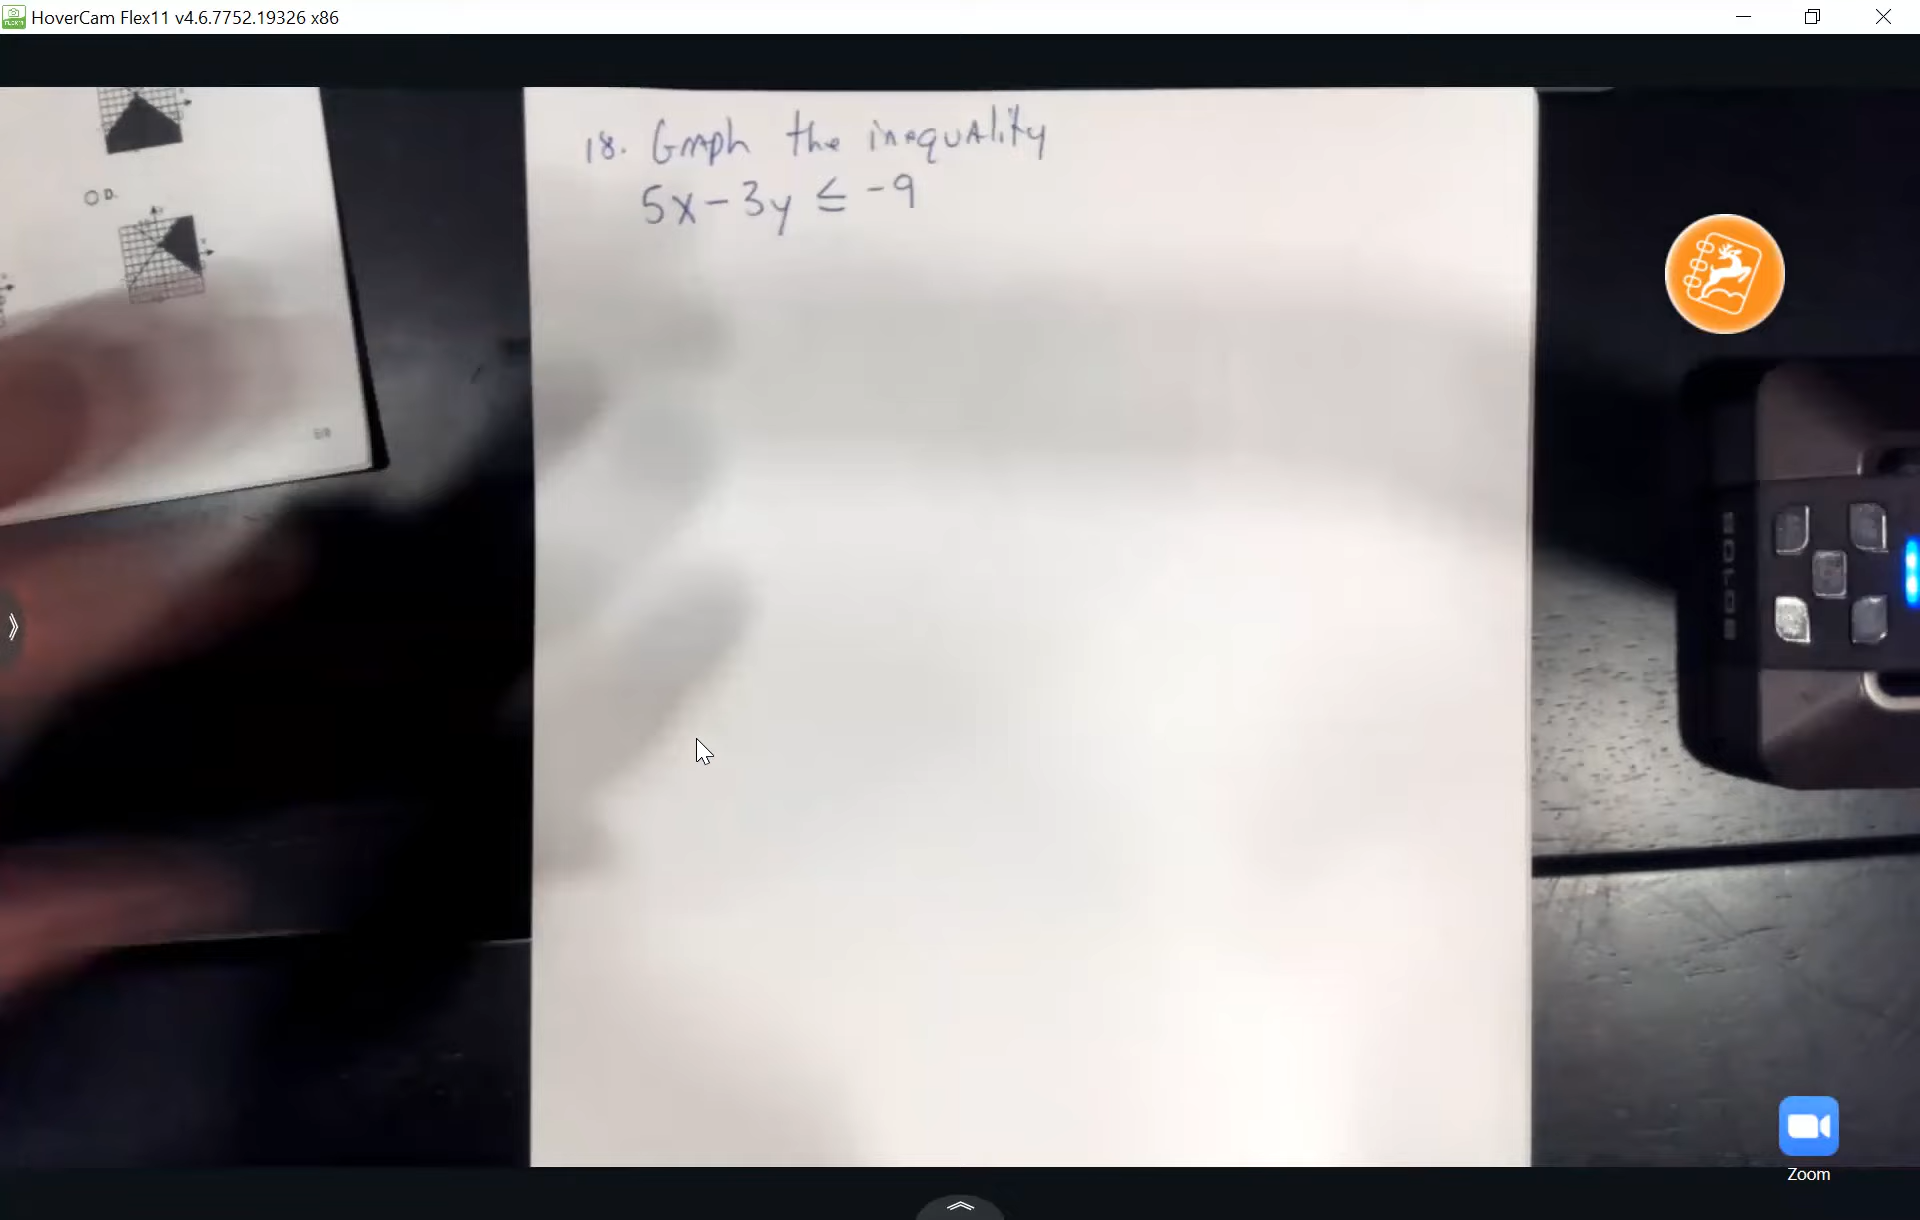 HoverCam Flex11 v4.6.7752.19326 x86
18. Graph the inequality
5x - 3y ≤ -9
D.
Zoom